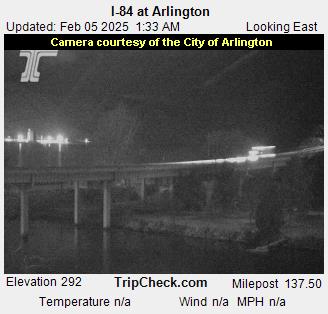 I-84 at Arlington
Updated: Feb 05 2025 1:33 AM Looking East
Camera courtesy of the City of Arlington
Elevation 292 TripCheck.com Milepost 137.50
Temperature n/a Wind n/a MPH n/a